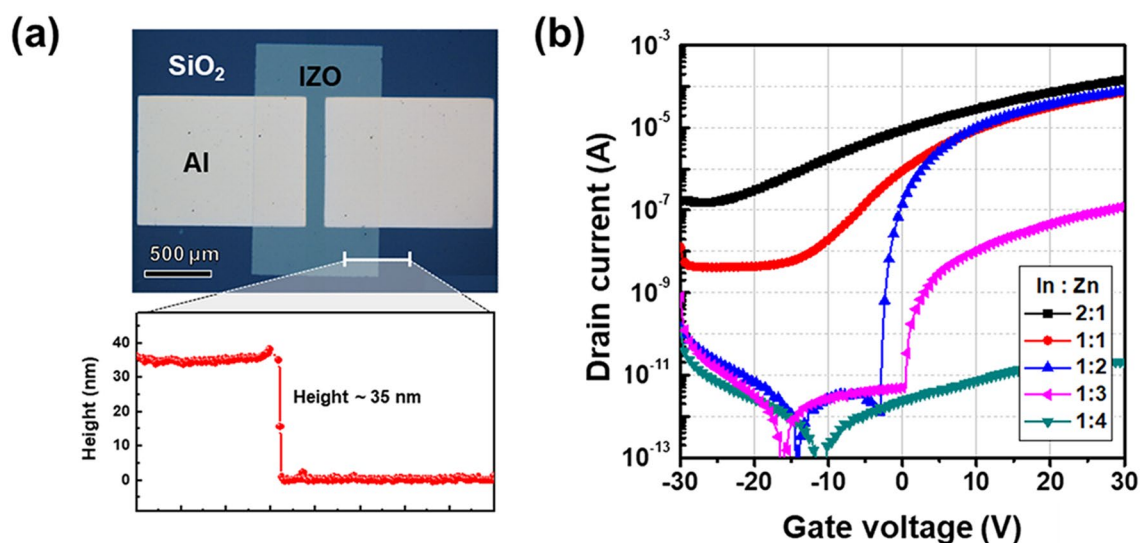 (a)
SiO2
IZO
Al
500 μm
Height (nm)
40
30
20
10
0
Height ~ 35 nm
(b)
Drain current (A)
10-3
10-5
10-7
10-9
10-11
10-13
-30
-20
-10
0
10
20
30
Gate voltage (V)
In : Zn
2:1
1:1
1:2
1:3
1:4